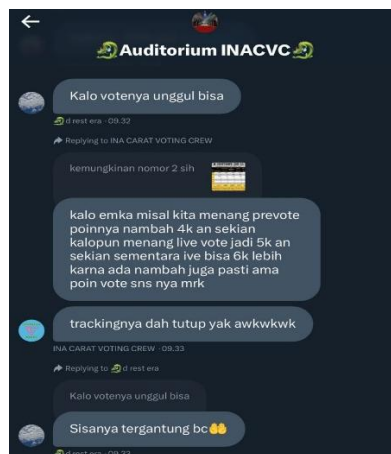 🐉Auditorium INACVC🐉
Kalo votenya unggul bisa
🐉d rest era · 09.32
Replying to INA CARAT VOTING CREW
kemungkinan nomor 2 sih
kalo emka misal kita menang prevote
poinnya nambah 4k an sekian
kalopun menang live vote jadi 5k an
sekian sementara ive bisa 6k lebih
karna ada nambah juga pasti ama
poin vote sns nya mrk
trackingnya dah tutup yak awkwkwk
INA CARAT VOTING CREW · 09.33
Replying to 🐉d rest era
Kalo votenya unggul bisa
Sisanya tergantung bc🤲
🐉d rest era · 09.33